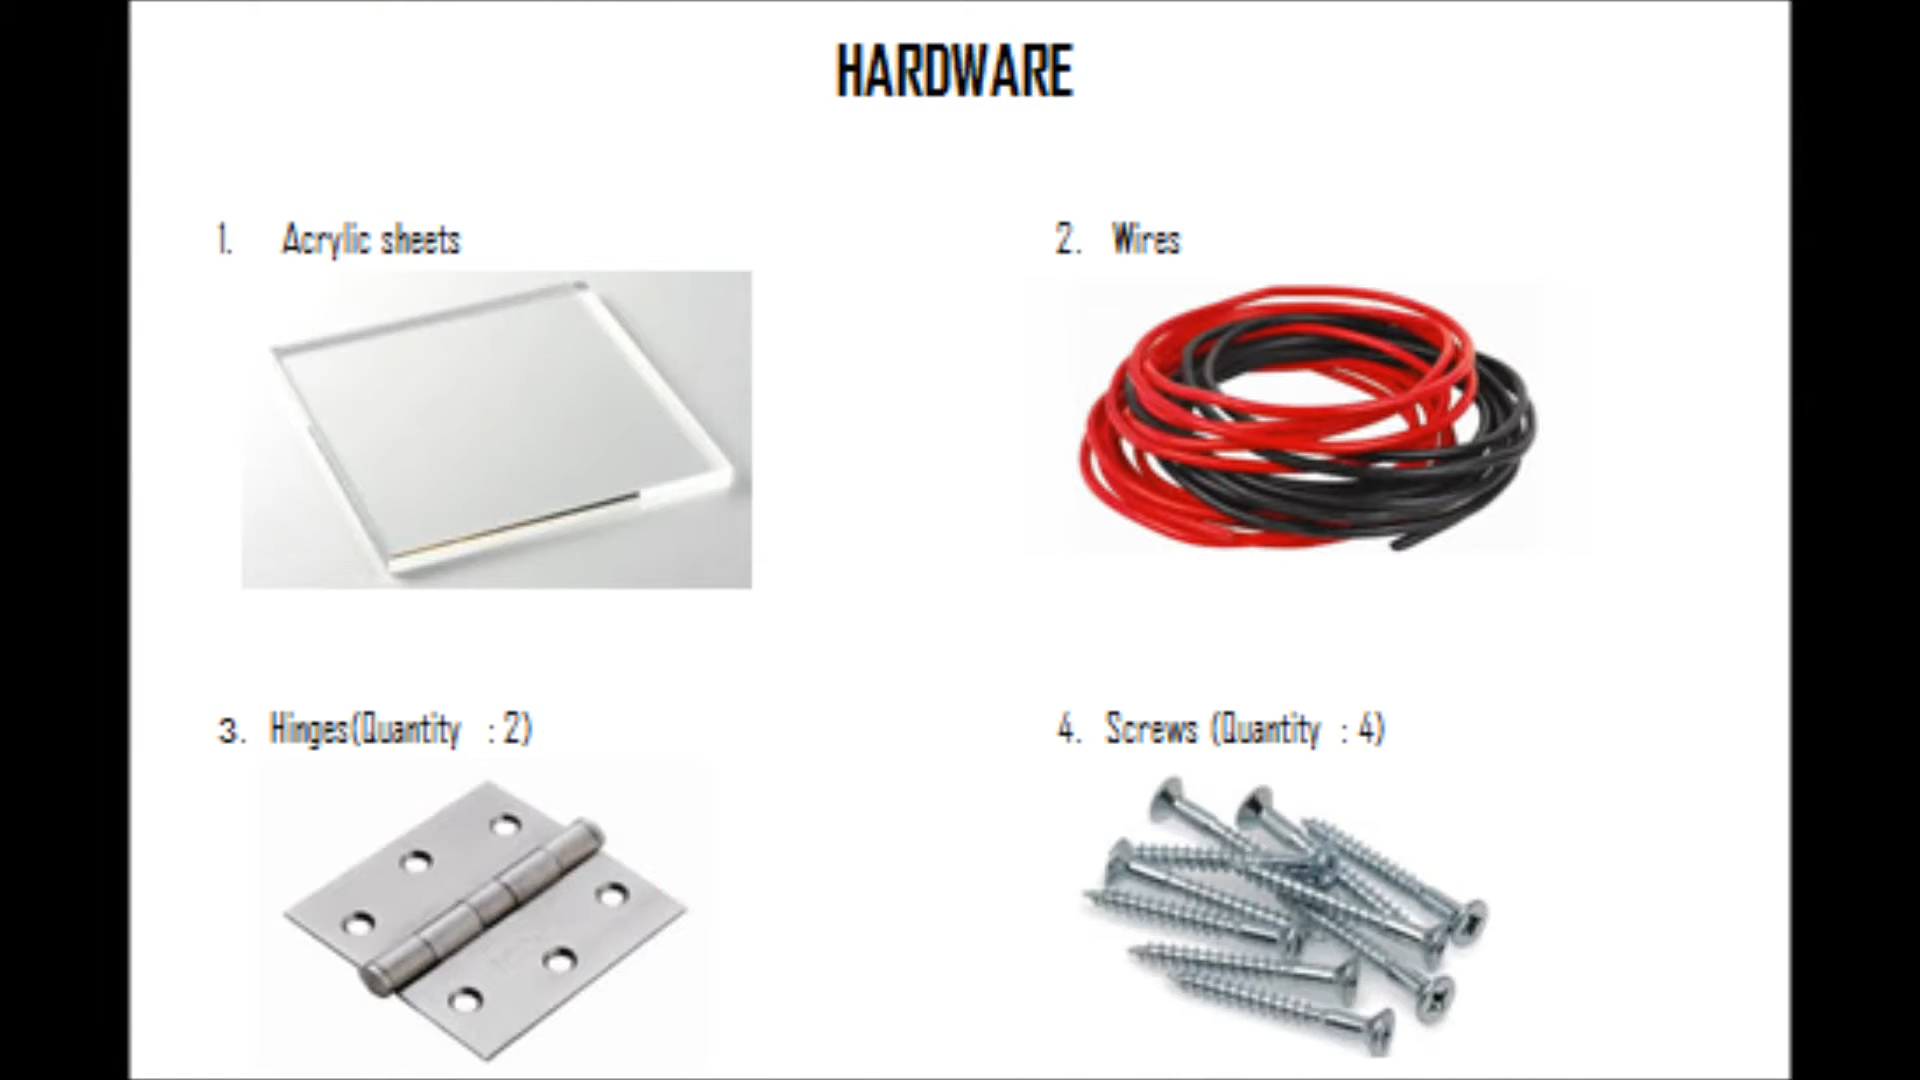 HARDWARE
1. Acrylic sheets
2. Wires
3. Hinges(Quantity : 2)
4. Screws (Quantity : 4)